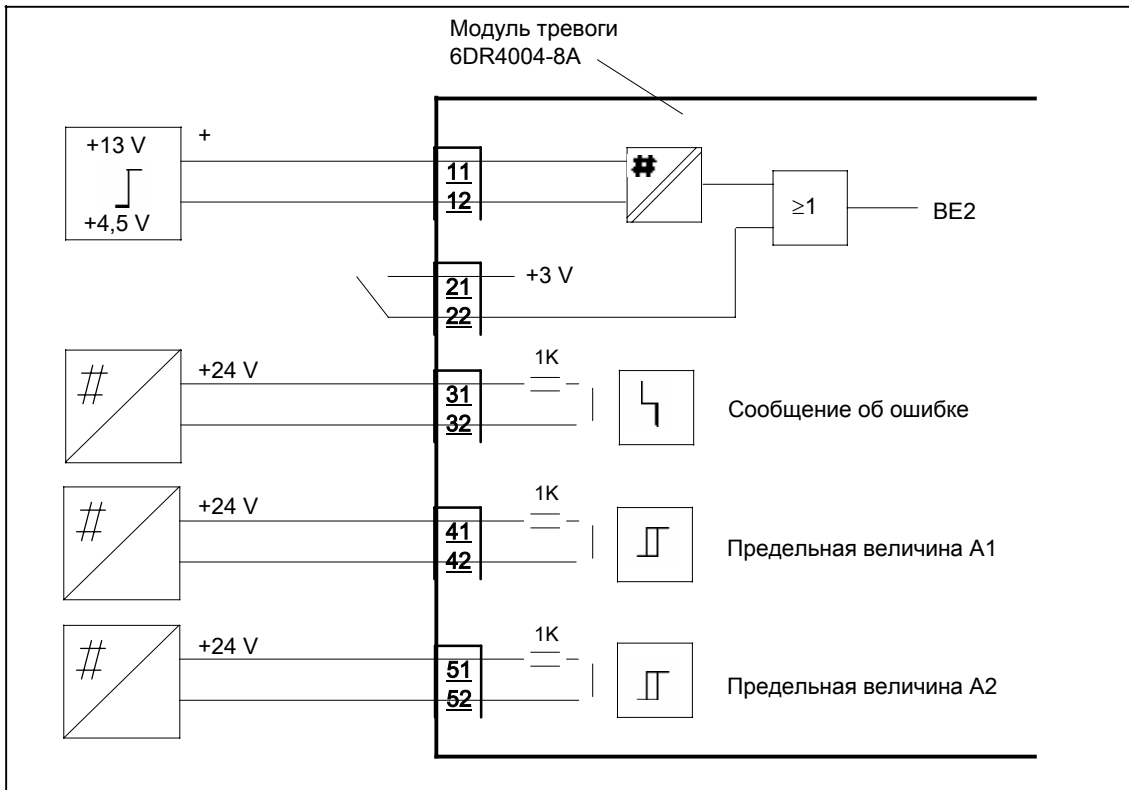 Модуль тревоги
6DR4004-8A
+13 V
+
+4,5 V
11
12
#
≥1
BE2
21
22
+3 V
#
+24 V
31
32
1K
Сообщение об ошибке
#
+24 V
41
42
1K
Предельная величина A1
#
+24 V
51
52
1K
Предельная величина A2